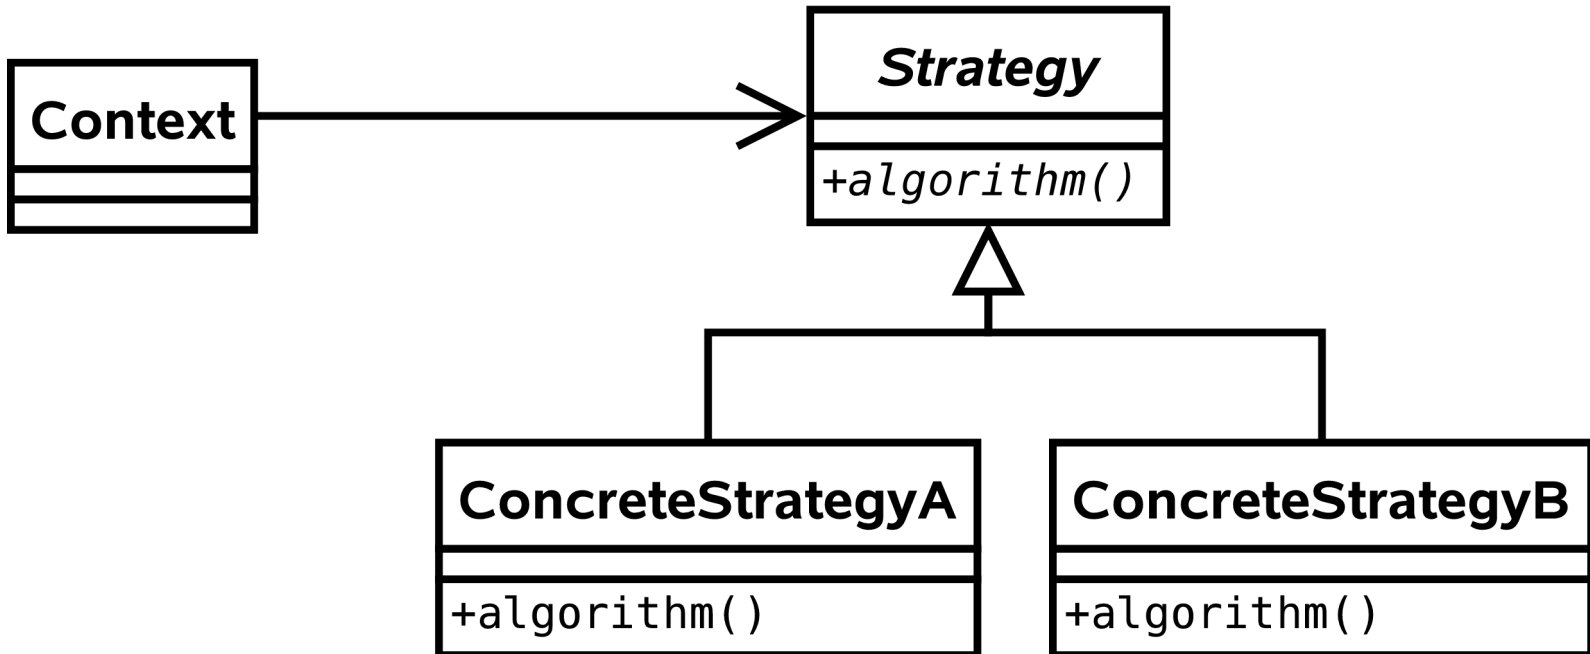 Strategy
Context
+algorithm()
ConcreteStrategyA
ConcreteStrategyB
+algorithm()
+algorithm()